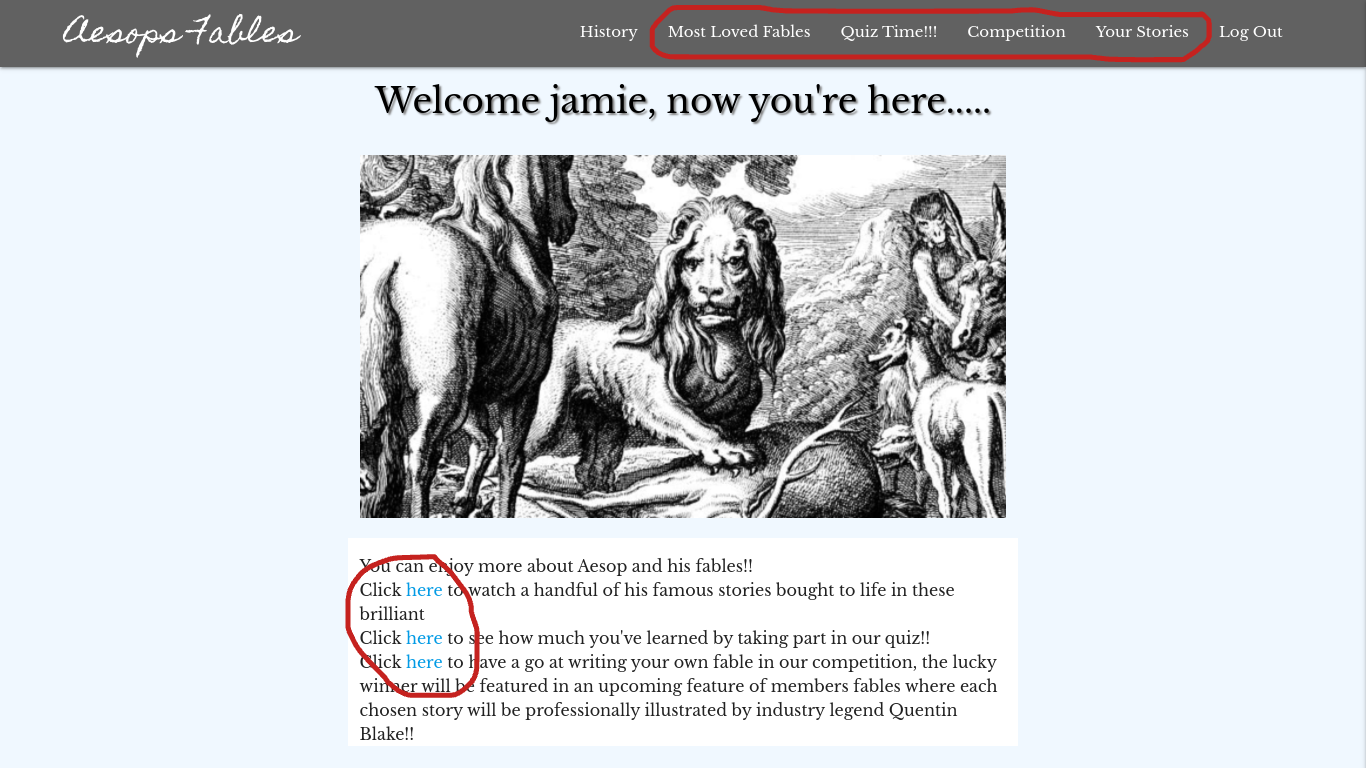 Aesops Fables
History Most Loved Fables Quiz Time!!! Competition Your Stories Log Out
Welcome jamie, now you're here.....
You can enjoy more about Aesop and his fables!!
Click here to watch a handful of his famous stories bought to life in these
brilliant
Click here to see how much you've learned by taking part in our quiz!!
Click here to have a go at writing your own fable in our competition, the lucky
winner will be featured in an upcoming feature of members fables where each
chosen story will be professionally illustrated by industry legend Quentin
Blake!!